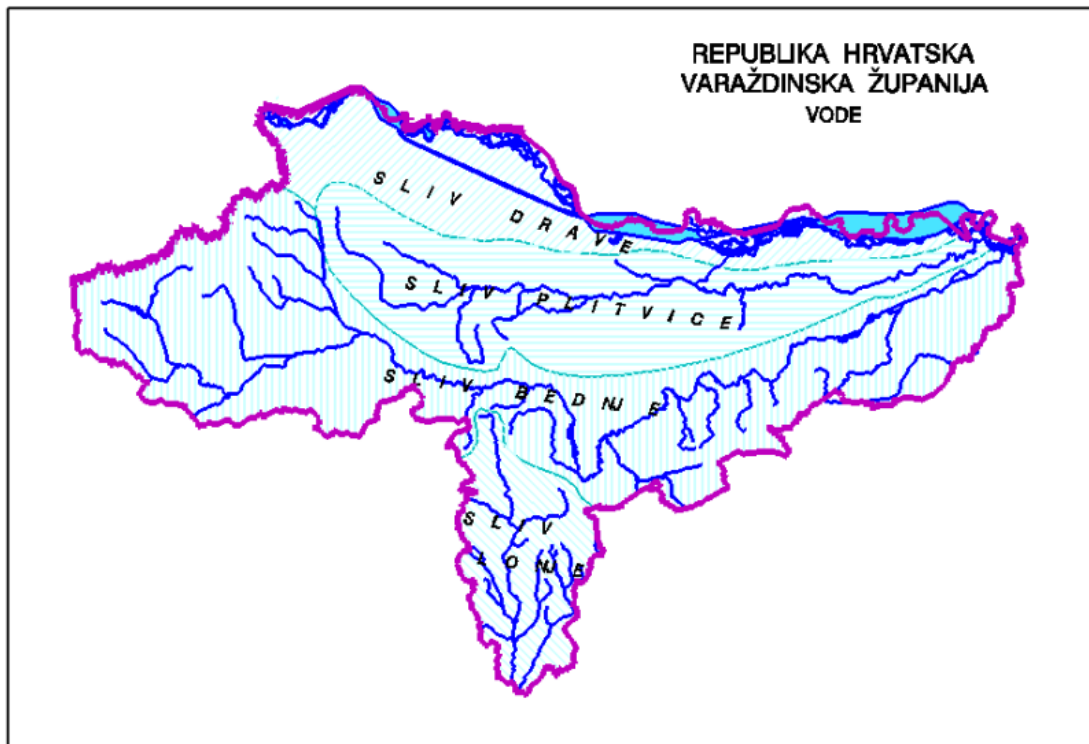 REPUBLIKA HRVATSKA
VARAŽDINSKA ŽUPANIJA
VODE
SLIV DRAVE
SLIV PLITVICE
SLIV BEDNJE
SLIV
LONJE